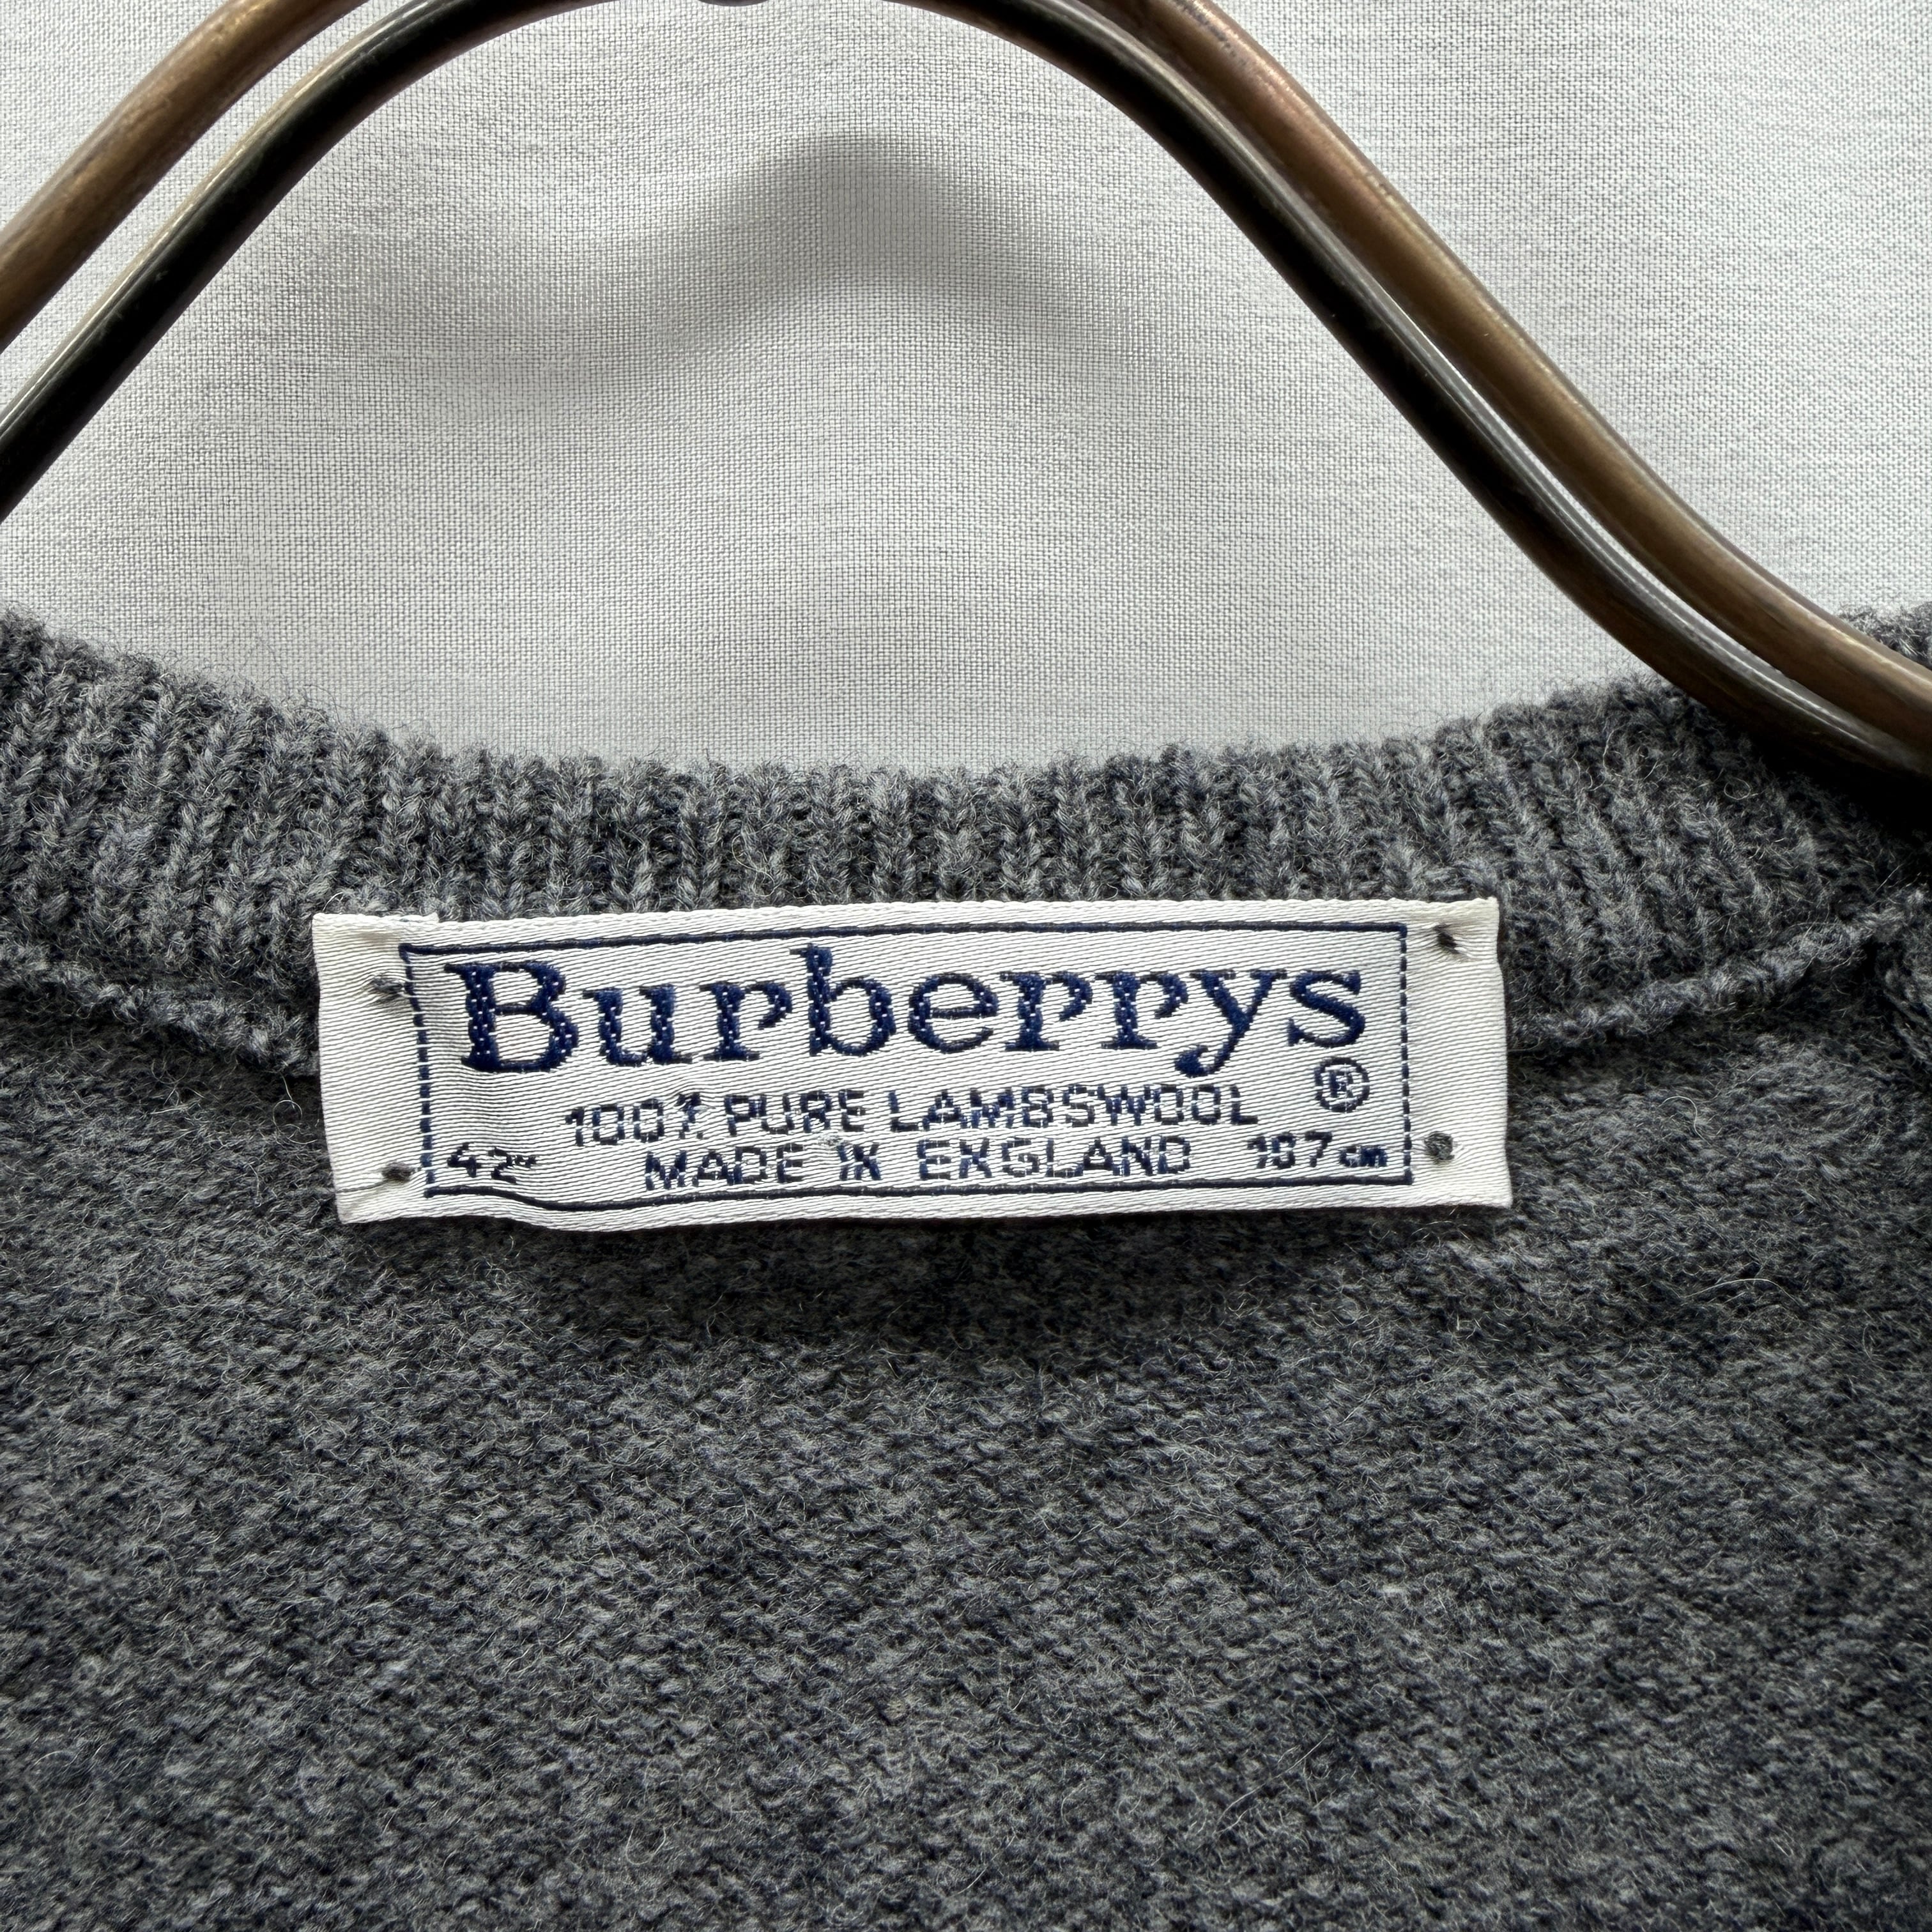 Burberrys
®
100% PURE LAMBSWOOL
42" MADE IN ENGLAND 107cm